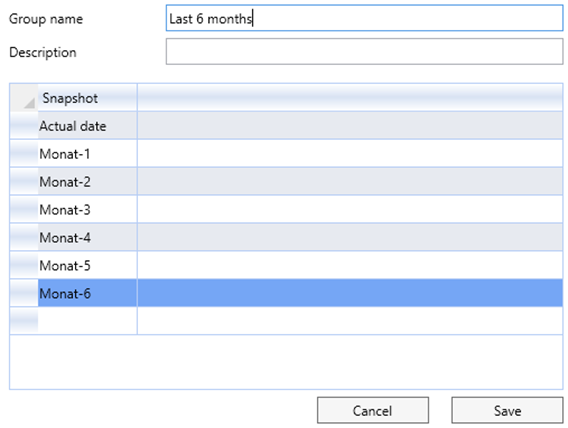 Group name Last 6 months
Description
Snapshot
Actual date
Monat-1
Monat-2
Monat-3
Monat-4
Monat-5
Monat-6
Cancel Save